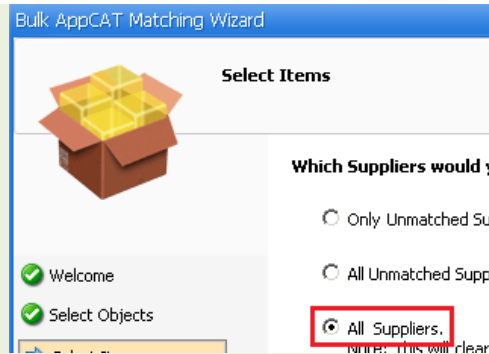 Bulk AppCAT Matching Wizard
Select Items
Which Suppliers would
Only Unmatched Su
All Unmatched Supp
Welcome
Select Objects
All Suppliers.
Note: This will clear